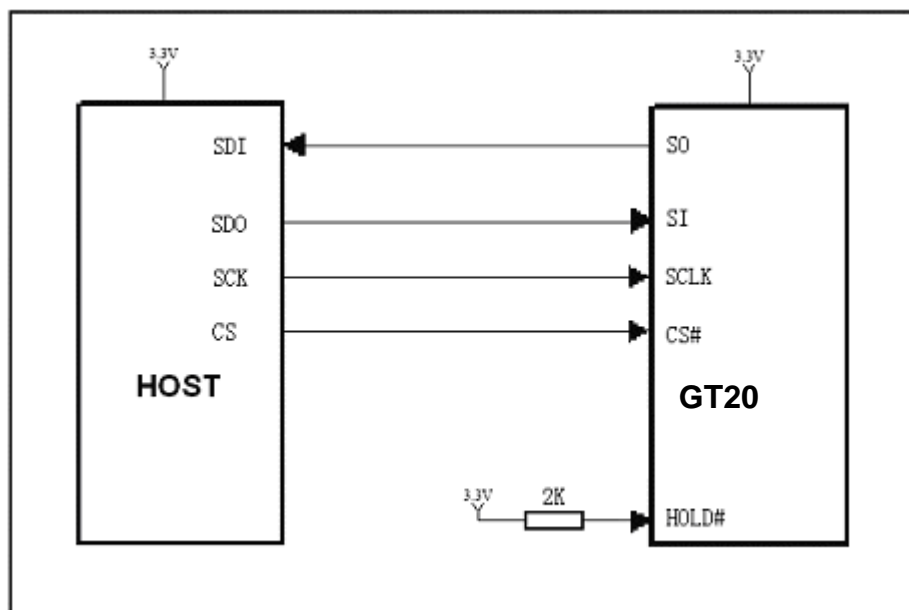 3.3V
3.3V
SDI
SO
SDO
SI
SCK
SCLK
CS
CS#
HOST
GT20
3.3V
2K
HOLD#